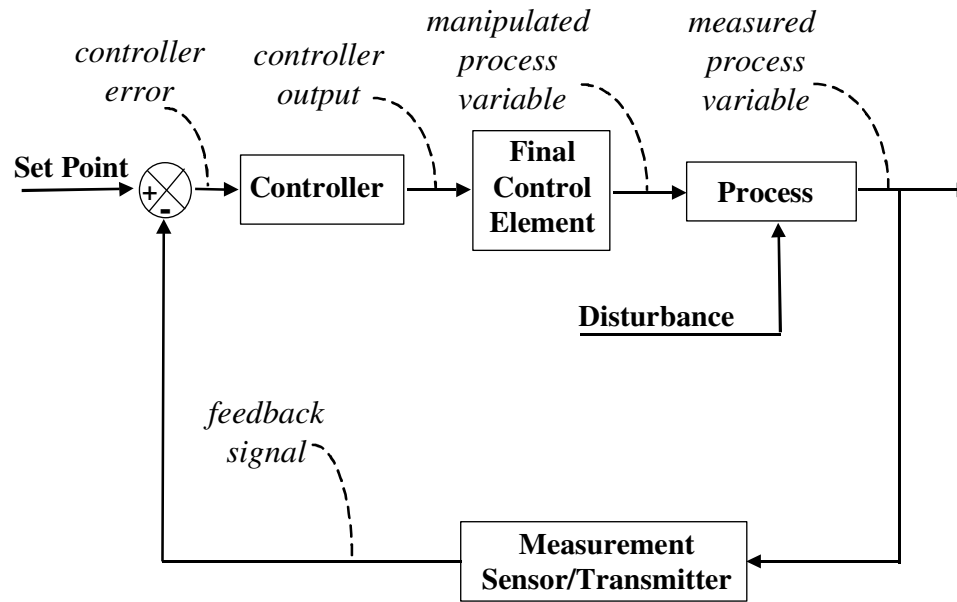 controller
error
controller
output
manipulated
process
variable
measured
process
variable
Set Point
+
-
Controller
Final
Control
Element
Process
Disturbance
feedback
signal
Measurement
Sensor/Transmitter